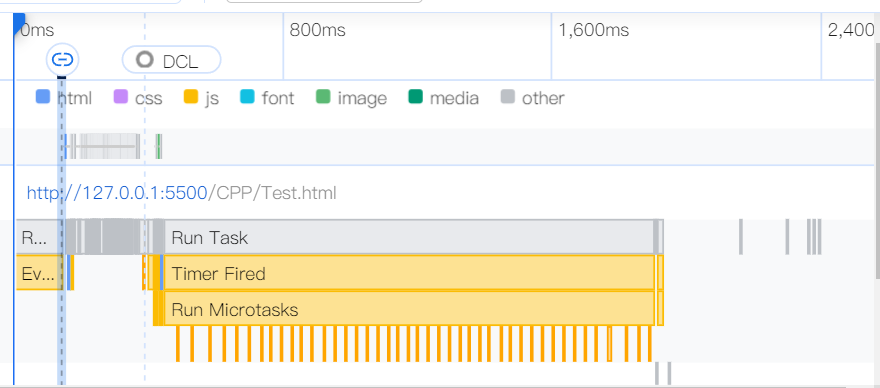 0ms 800ms 1,600ms 2,400
DCL
html css js font image media other
http://127.0.0.1:5500/CPP/Test.html
R... Run Task
Ev... Timer Fired
Run Microtasks